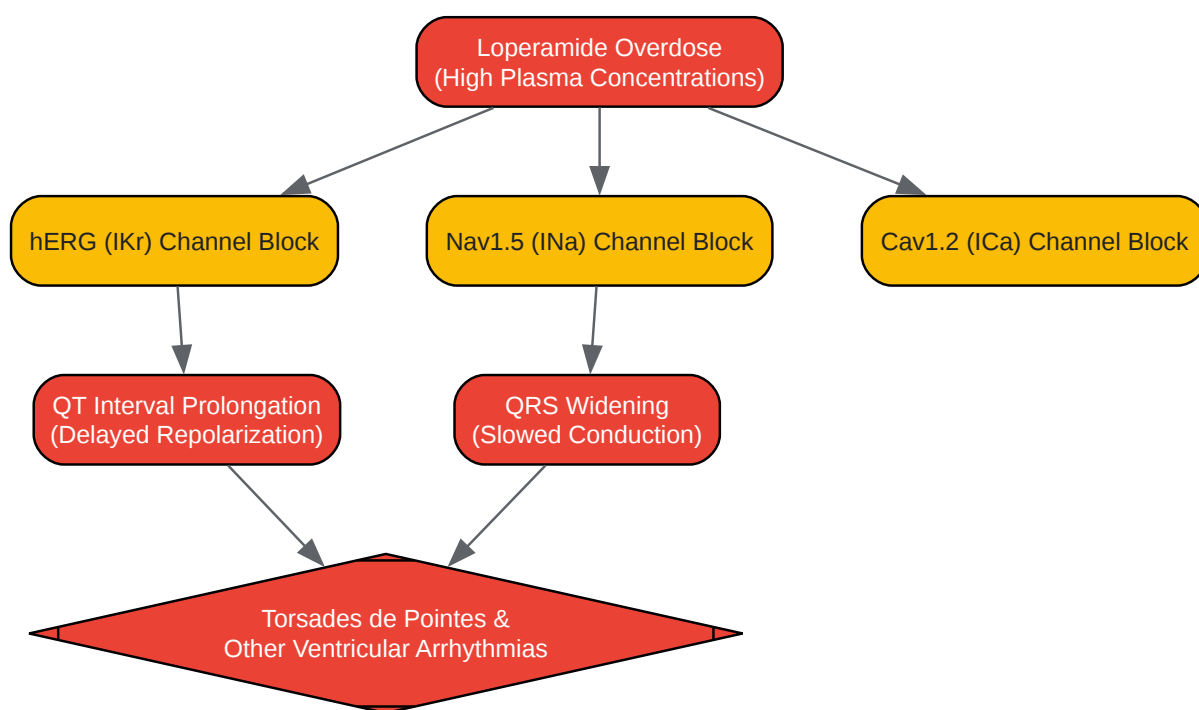 Loperamide Overdose
(High Plasma Concentrations)
hERG (IKr) Channel Block
Nav1.5 (INa) Channel Block
Cav1.2 (ICa) Channel Block
QT Interval Prolongation
(Delayed Repolarization)
QRS Widening
(Slowed Conduction)
Torsades de Pointes &
Other Ventricular Arrhythmias